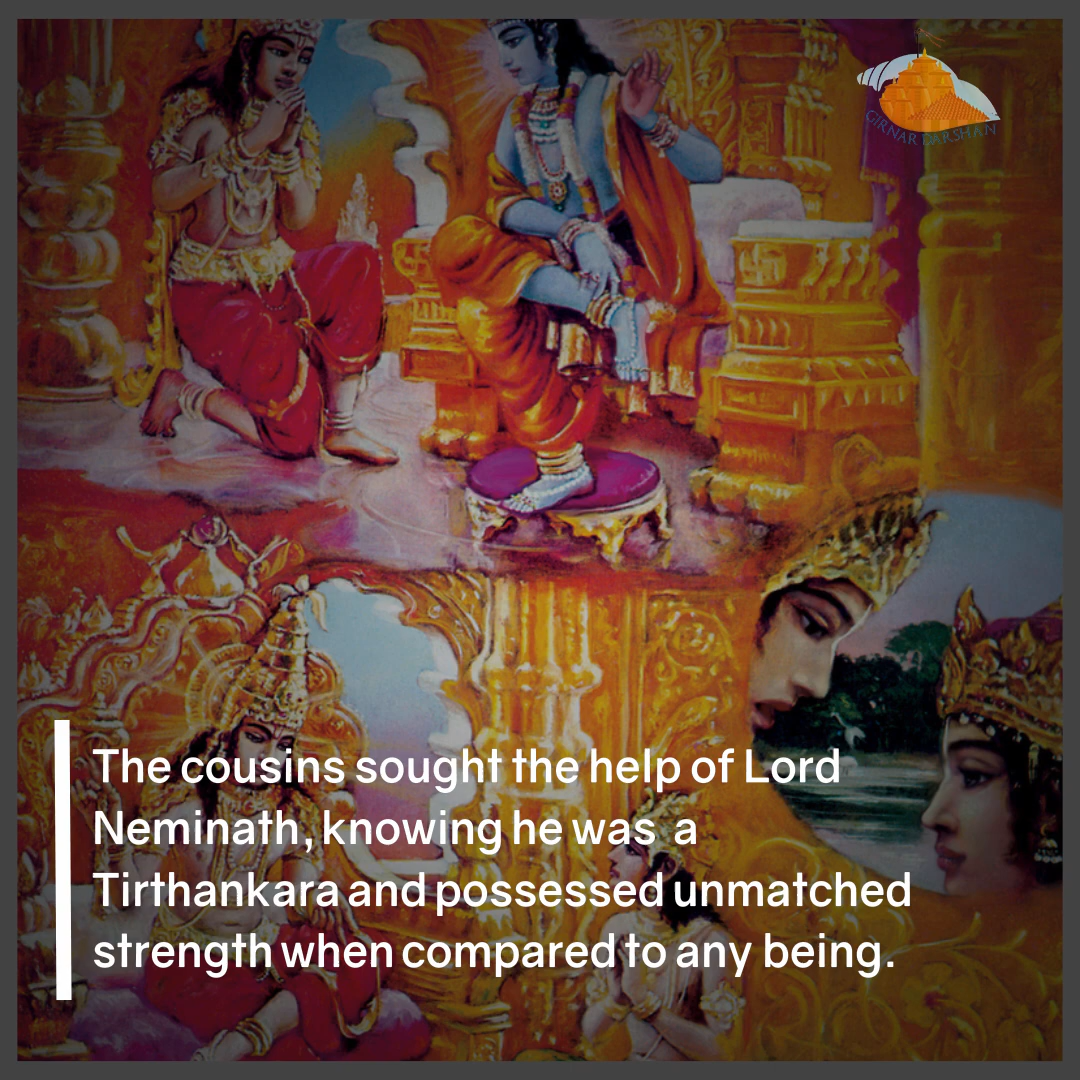 GIRNAR DARSHAN
The cousins sought the help of Lord
Neminath, knowing he was a
Tirthankara and possessed unmatched
strength when compared to any being.